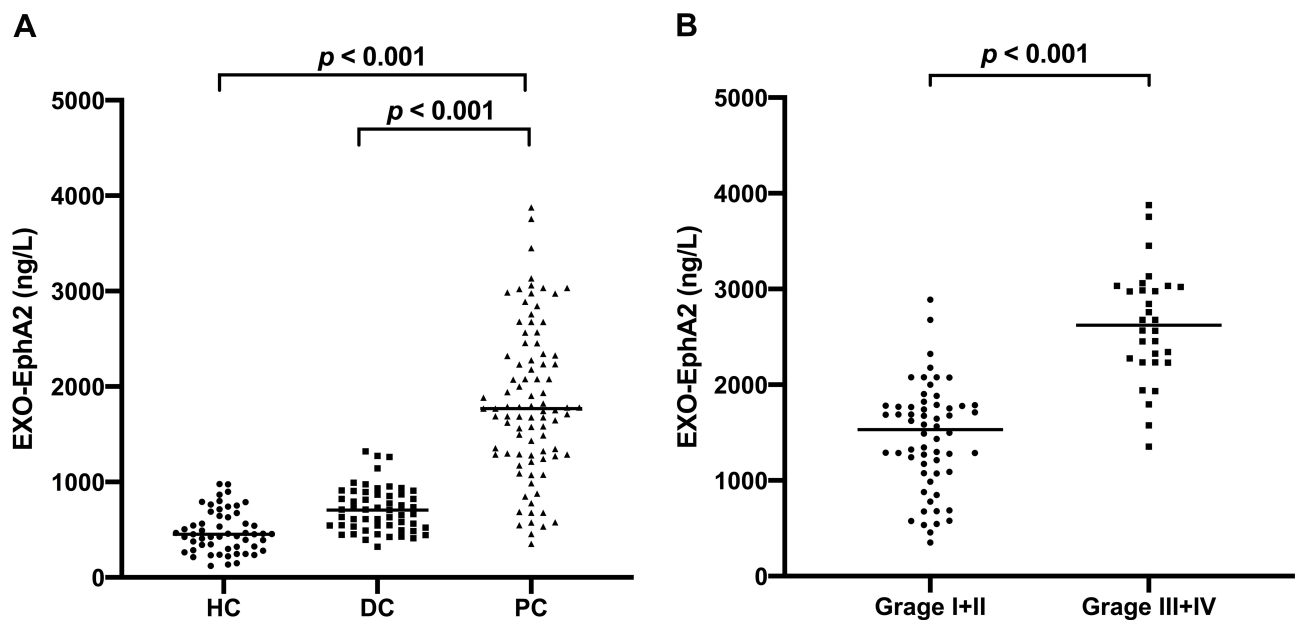 A
p < 0.001
p < 0.001
5000
4000
3000
2000
1000
0
EXO-EphA2 (ng/L)
HC DC PC
B
p < 0.001
5000
4000
3000
2000
1000
0
EXO-EphA2 (ng/L)
Grage I+II Grage III+IV